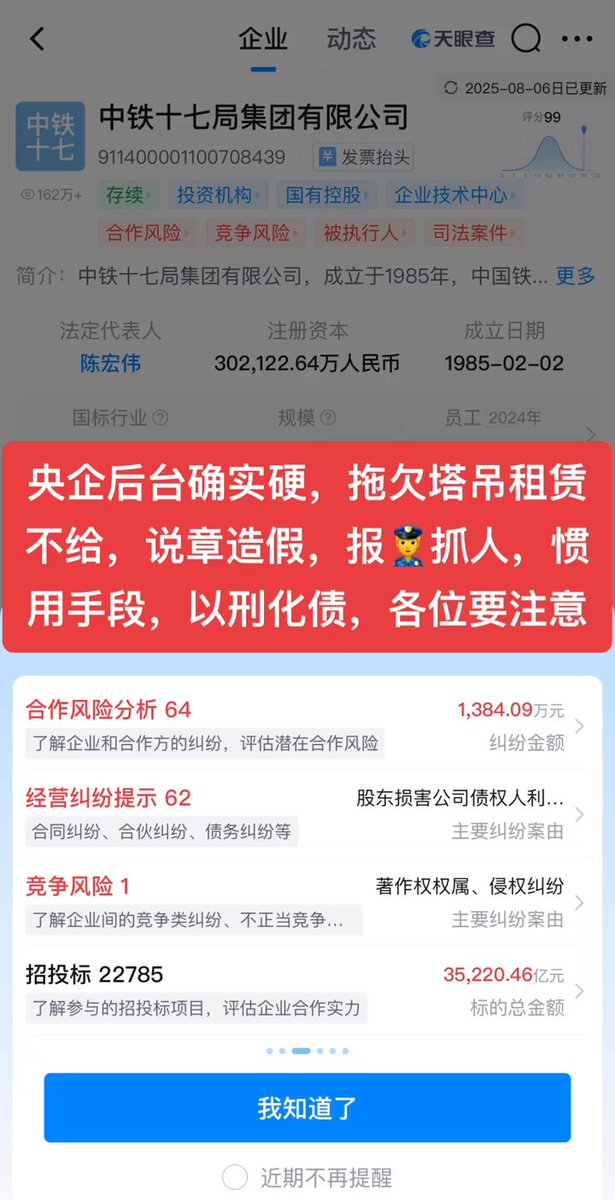 企业 动态 天眼查
2025-08-06日已更新
中铁十七
中铁十七局集团有限公司
评分99
911400001100708439 发票抬头
162万+ 存续 投资机构 国有控股 企业技术中心
合作风险 竞争风险 被执行人 司法案件
简介：中铁十七局集团有限公司，成立于1985年，中国铁... 更多
法定代表人 注册资本 成立日期
陈宏伟 302,122.64万人民币 1985-02-02
国标行业 规模 员工 2024年
央企后台确实硬，拖欠塔吊租赁
不给，说章造假，报👮抓人，惯
用手段，以刑化债，各位要注意
合作风险分析 64 1,384.09万元
了解企业和合作方的纠纷，评估潜在合作风险 纠纷金额
经营纠纷提示 62 股东损害公司债权人利...
合同纠纷、合伙纠纷、债务纠纷等 主要纠纷案由
竞争风险 1 著作权权属、侵权纠纷
了解企业间的竞争类纠纷、不正当竞争... 主要纠纷案由
招投标 22785 35,220.46亿元
了解参与的招投标项目，评估企业合作实力 标的总金额
我知道了
近期不再提醒